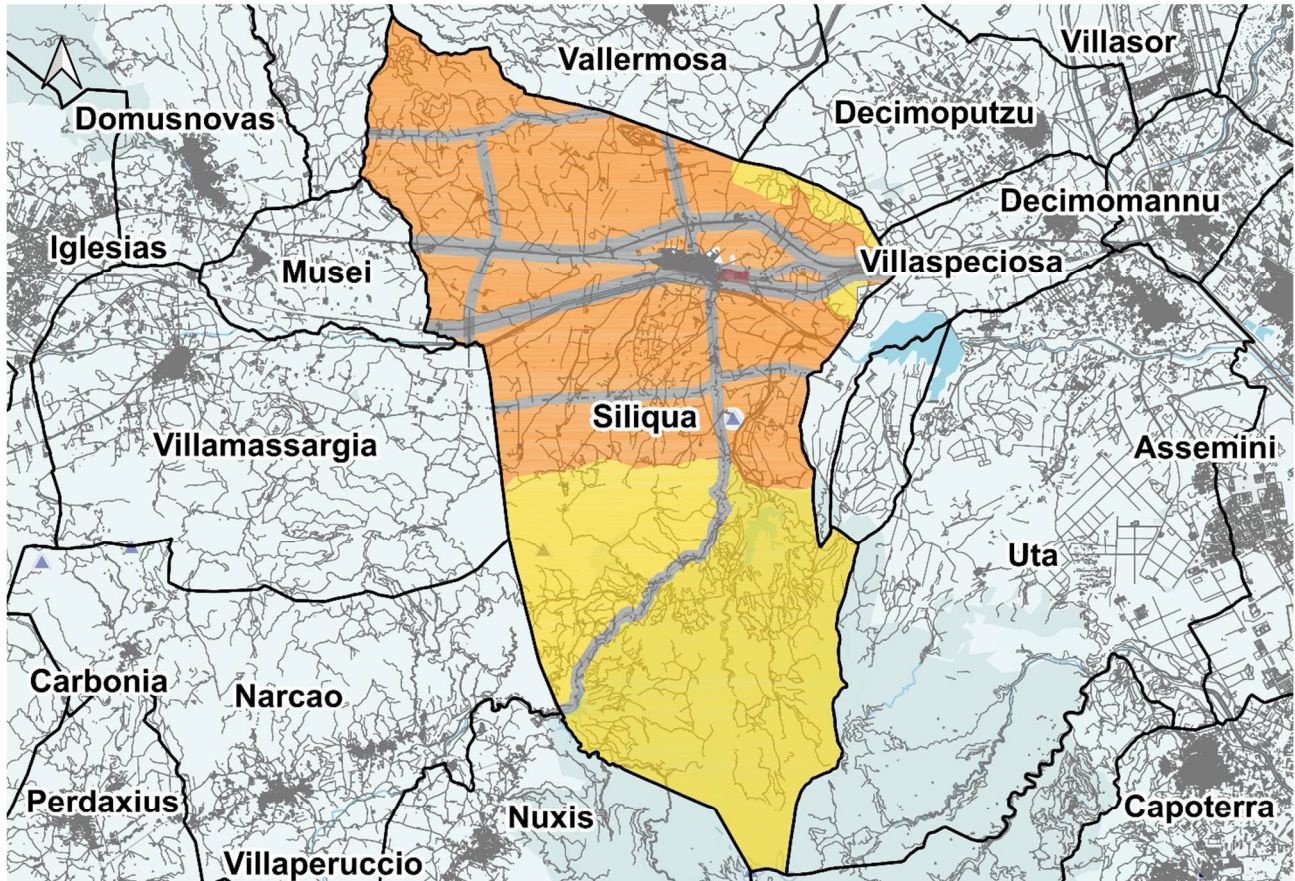 Villasor
Vallermosa
Decimoputzu
Domusnovas
Decimomannu
Iglesias
Musei
Villaspeciosa
Siliqua
Villamassargia
Assemini
Uta
Carbonia
Narcao
Perdaxius
Nuxis
Capoterra
Villaperuccio